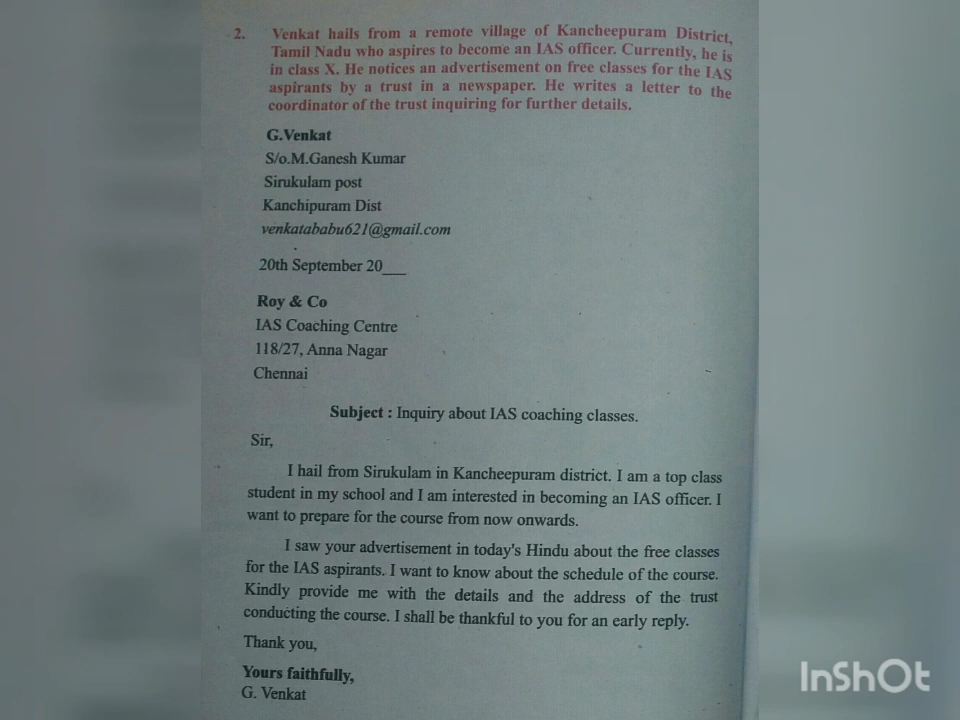 2. Venkat hails from a remote village of Kancheepuram District,
Tamil Nadu who aspires to become an IAS officer. Currently, he is
in class X. He notices an advertisement on free classes for the IAS
aspirants by a trust in a newspaper. He writes a letter to the
coordinator of the trust inquiring for further details.
G.Venkat
S/o.M.Ganesh Kumar
Sirukulam post
Kanchipuram Dist
venkatababu621@gmail.com
20th September 20___
Roy & Co
IAS Coaching Centre
118/27, Anna Nagar
Chennai
Subject : Inquiry about IAS coaching classes.
Sir,
I hail from Sirukulam in Kancheepuram district. I am a top class
student in my school and I am interested in becoming an IAS officer. I
want to prepare for the course from now onwards.
I saw your advertisement in today's Hindu about the free classes
for the IAS aspirants. I want to know about the schedule of the course.
Kindly provide me with the details and the address of the trust
conducting the course. I shall be thankful to you for an early reply.
Thank you,
Yours faithfully,
G. Venkat
InShOt